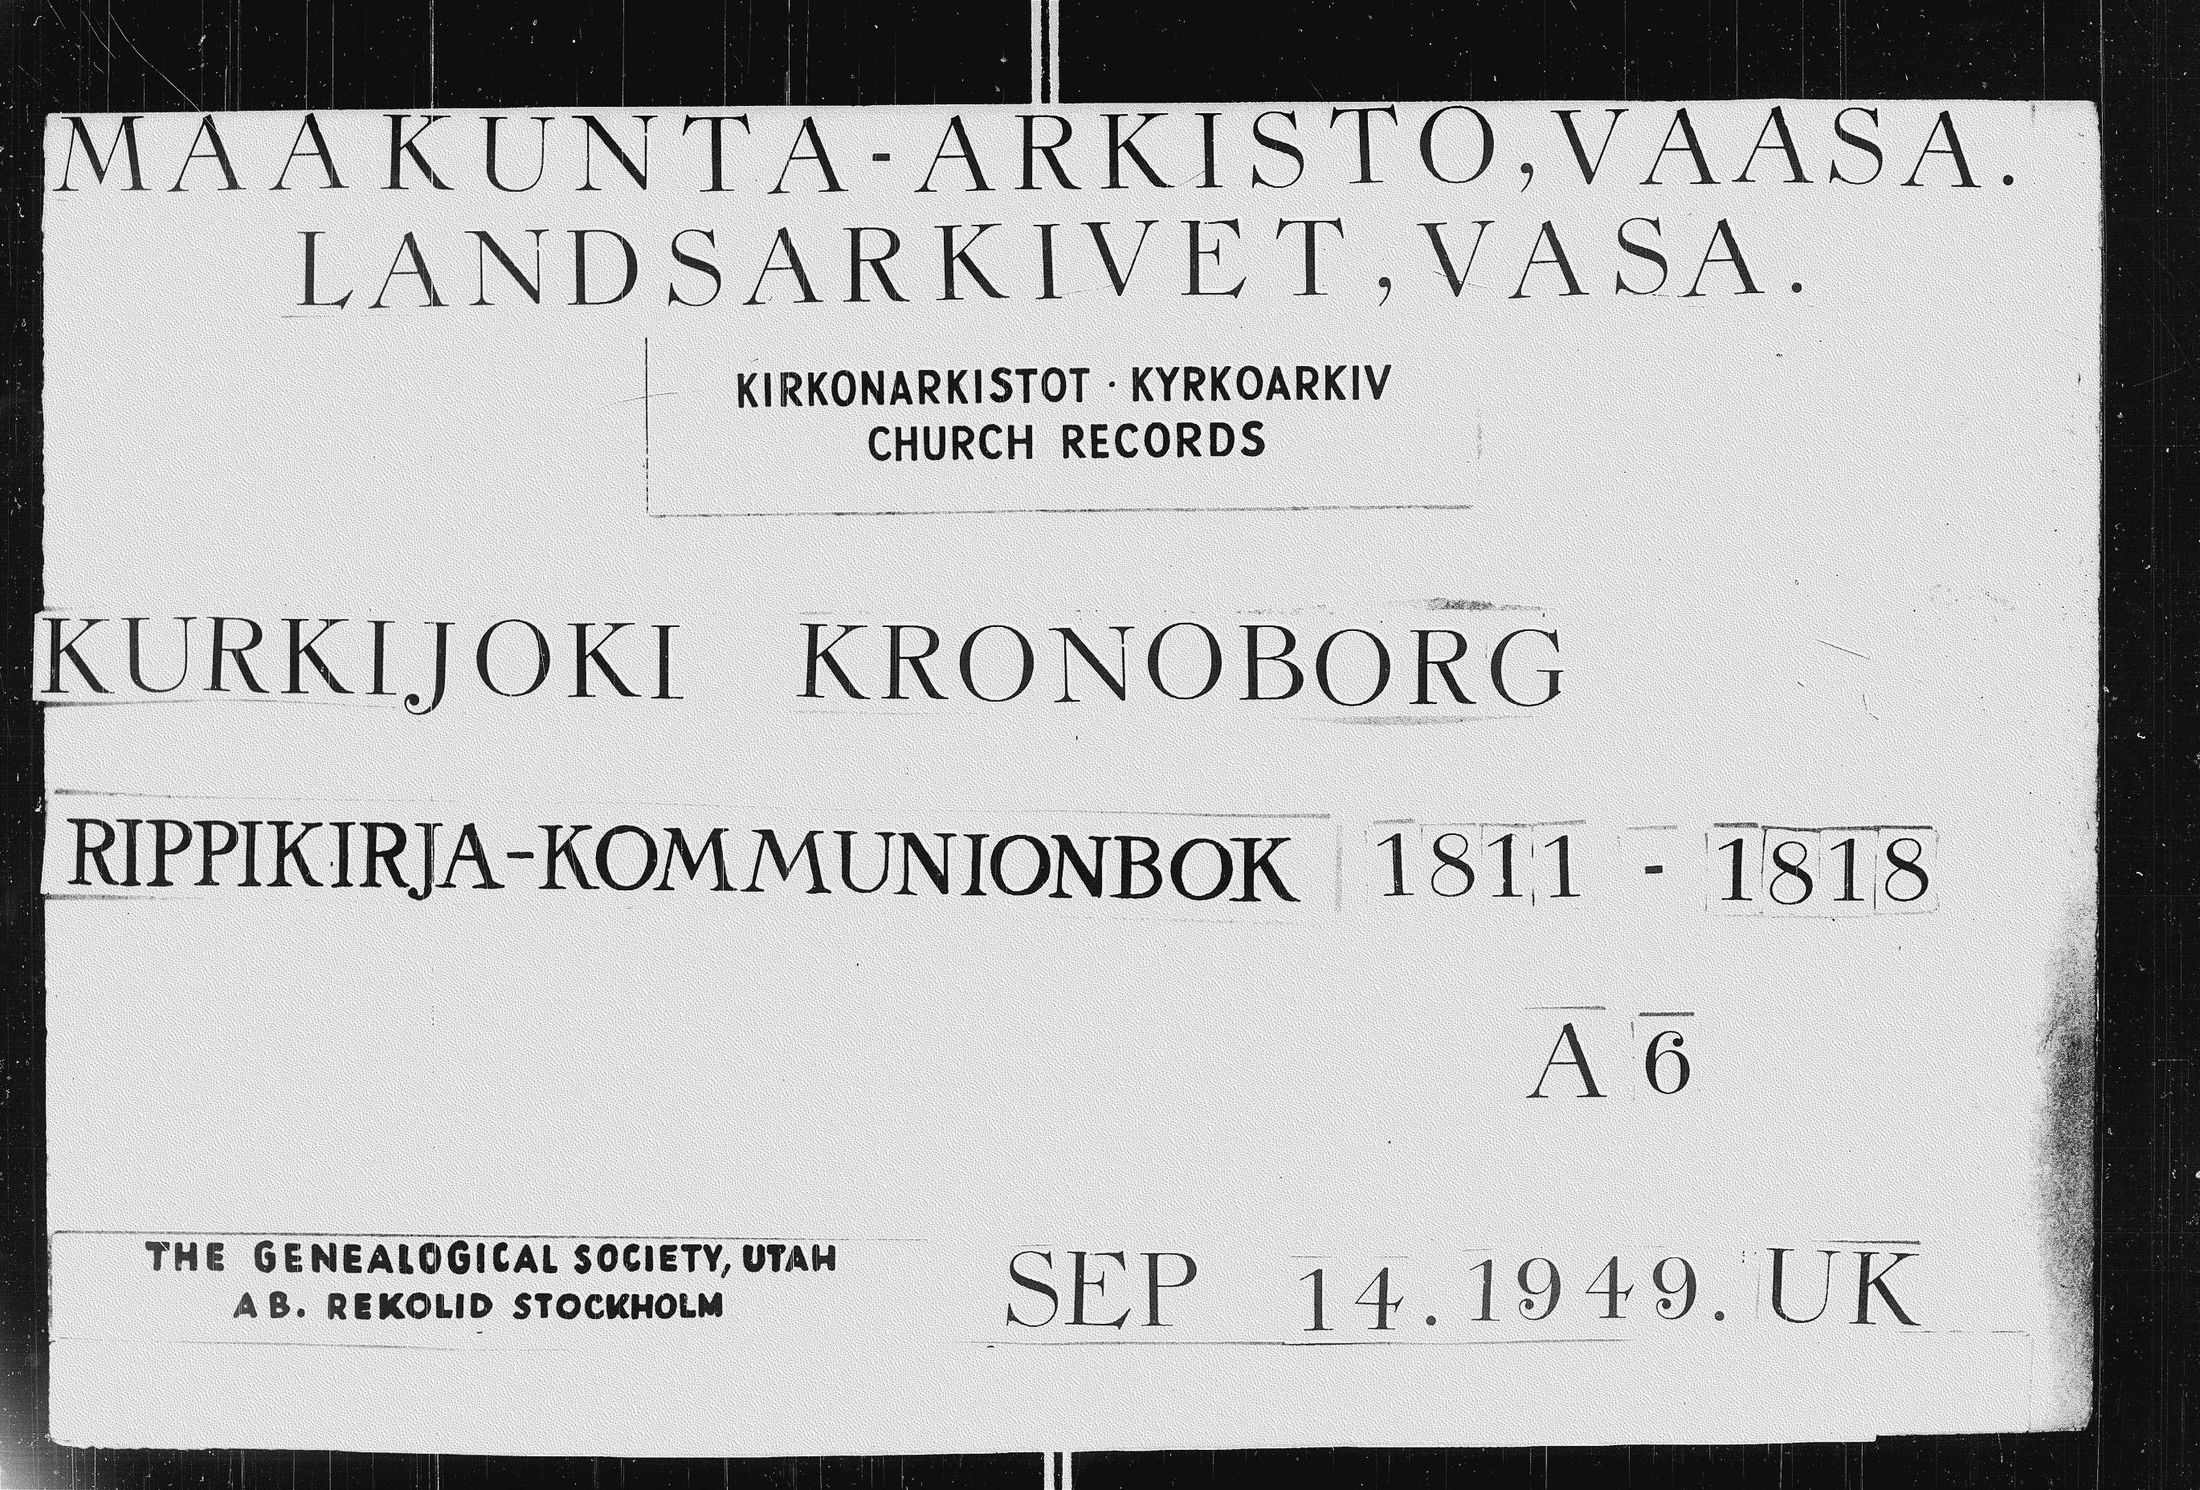 MAAKUNTA-ARKISTO, VAASA.
LANDSARKIVET, VASA.
KIRKONARKISTOT · KYRKOARKIV
CHURCH RECORDS
KURKIJOKI KRONOBORG
RIPPIKIRJA-KOMMUNIONBOK 1811 - 1818
A 6
THE GENEALOGICAL SOCIETY, UTAH
AB. REKOLID STOCKHOLM
SEP 14. 1949. UK